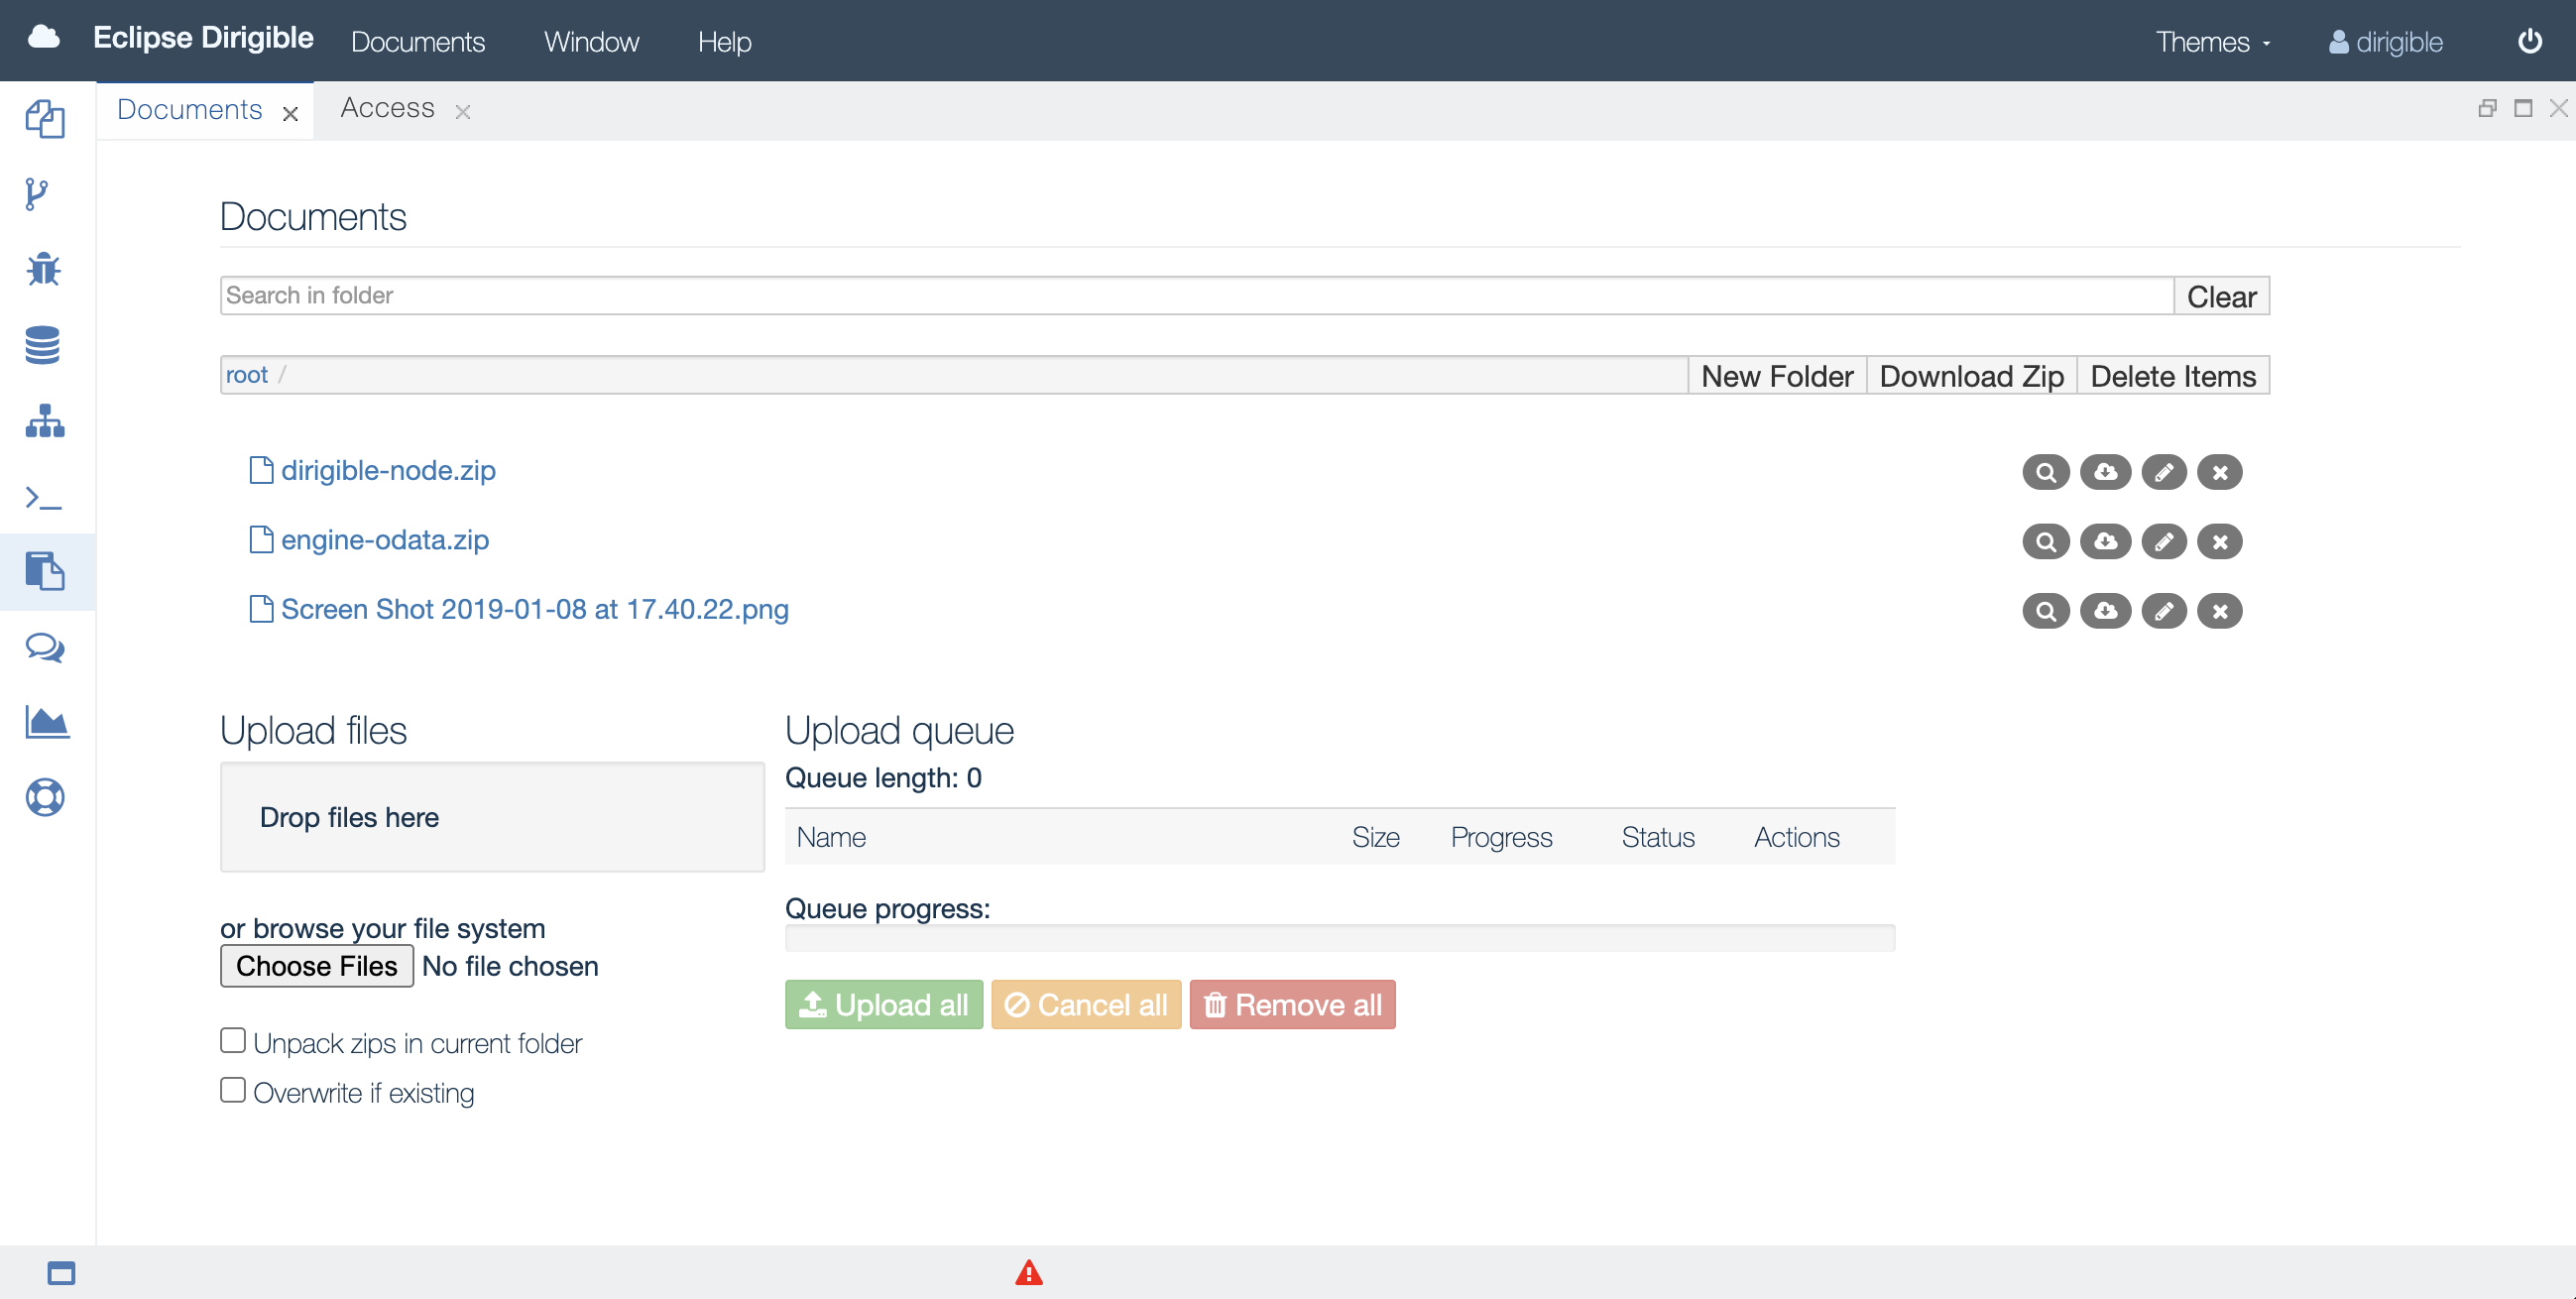 Eclipse Dirigible Documents Window Help Themes dirigible
Documents Access
Documents
Search in folder Clear
root / New Folder Download Zip Delete Items
dirigible-node.zip
engine-odata.zip
Screen Shot 2019-01-08 at 17.40.22.png
Upload files
Drop files here
or browse your file system
Choose Files No file chosen
Unpack zips in current folder
Overwrite if existing
Upload queue
Queue length: 0
Name Size Progress Status Actions
Queue progress:
Upload all Cancel all Remove all